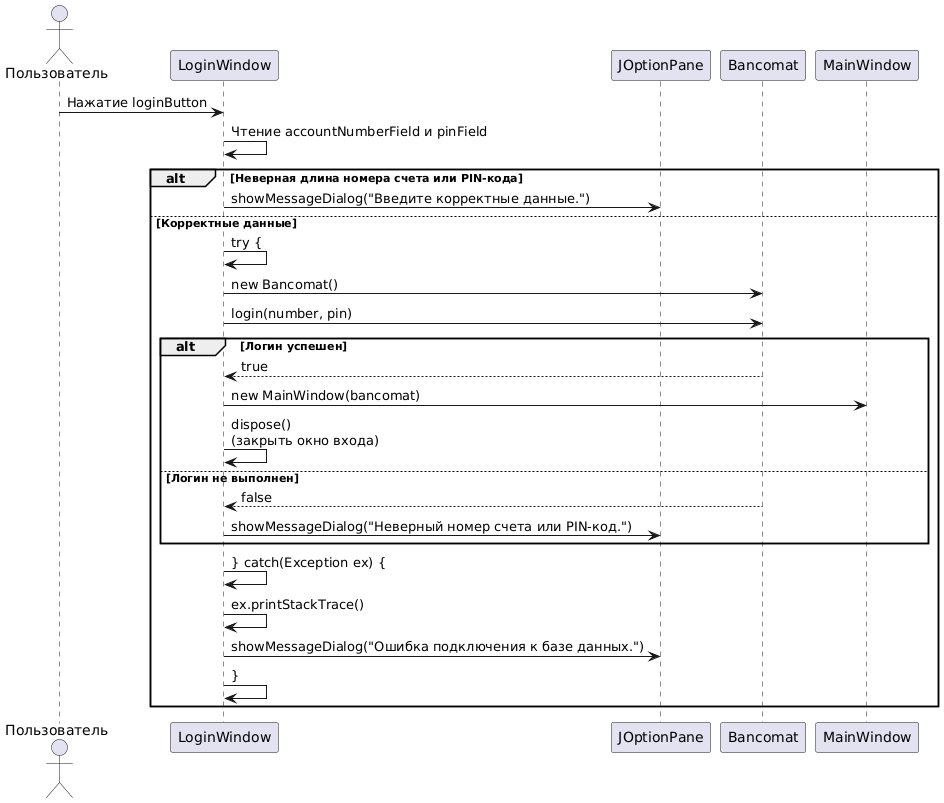 Пользователь
LoginWindow
JOptionPane
Bancomat
MainWindow
Нажатие loginButton
Чтение accountNumberField и pinField
alt
[Неверная длина номера счета или PIN-кода]
showMessageDialog("Введите корректные данные.")
[Корректные данные]
try {
new Bancomat()
login(number, pin)
alt
[Логин успешен]
true
new MainWindow(bancomat)
dispose()
(закрыть окно входа)
[Логин не выполнен]
false
showMessageDialog("Неверный номер счета или PIN-код.")
} catch(Exception ex) {
ex.printStackTrace()
showMessageDialog("Ошибка подключения к базе данных.")
}
Пользователь
LoginWindow
JOptionPane
Bancomat
MainWindow